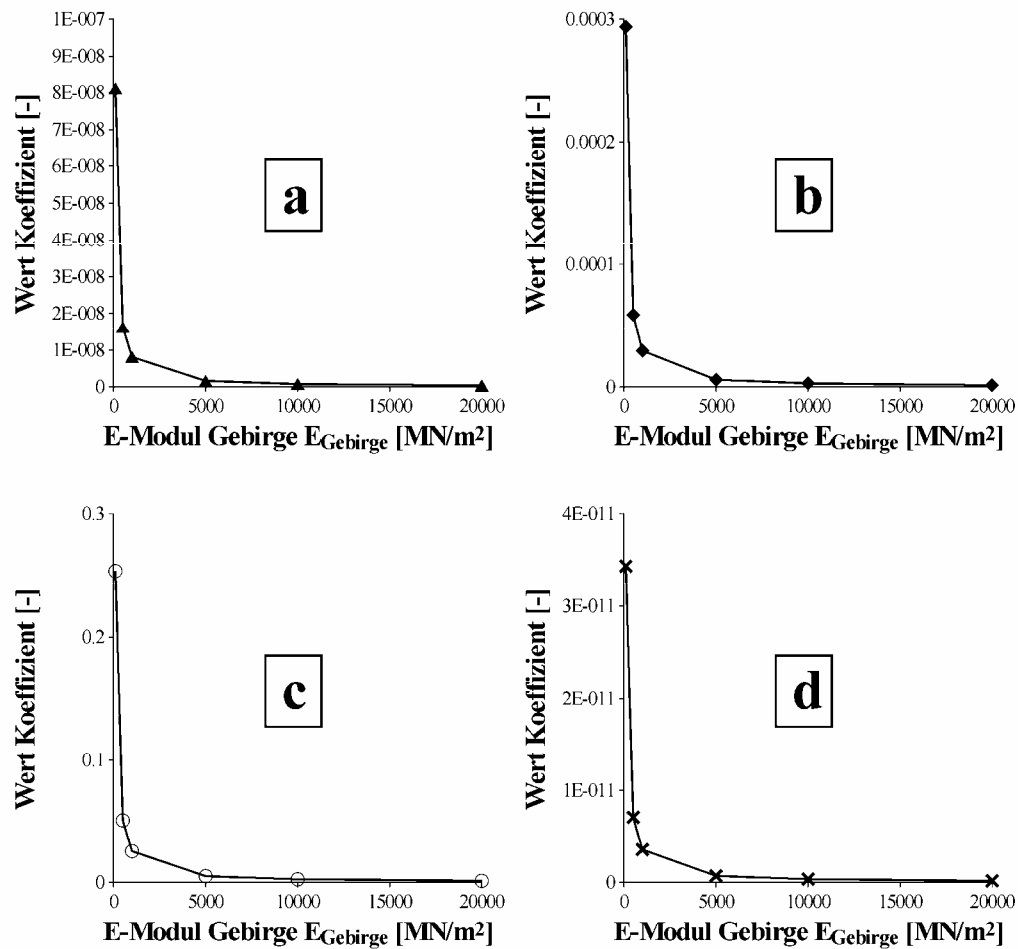 1E-007
9E-008
8E-008
7E-008
6E-008
5E-008
4E-008
3E-008
2E-008
1E-008
0
Wert Koeffizient [-]
a
0 5000 10000 15000 20000
E-Modul Gebirge EGebirge [MN/m²]
0.0003
0.0002
0.0001
0
Wert Koeffizient [-]
b
0 5000 10000 15000 20000
E-Modul Gebirge EGebirge [MN/m²]
0.3
0.2
0.1
0
Wert Koeffizient [-]
c
0 5000 10000 15000 20000
E-Modul Gebirge EGebirge [MN/m²]
4E-011
3E-011
2E-011
1E-011
0
Wert Koeffizient [-]
d
0 5000 10000 15000 20000
E-Modul Gebirge EGebirge [MN/m²]